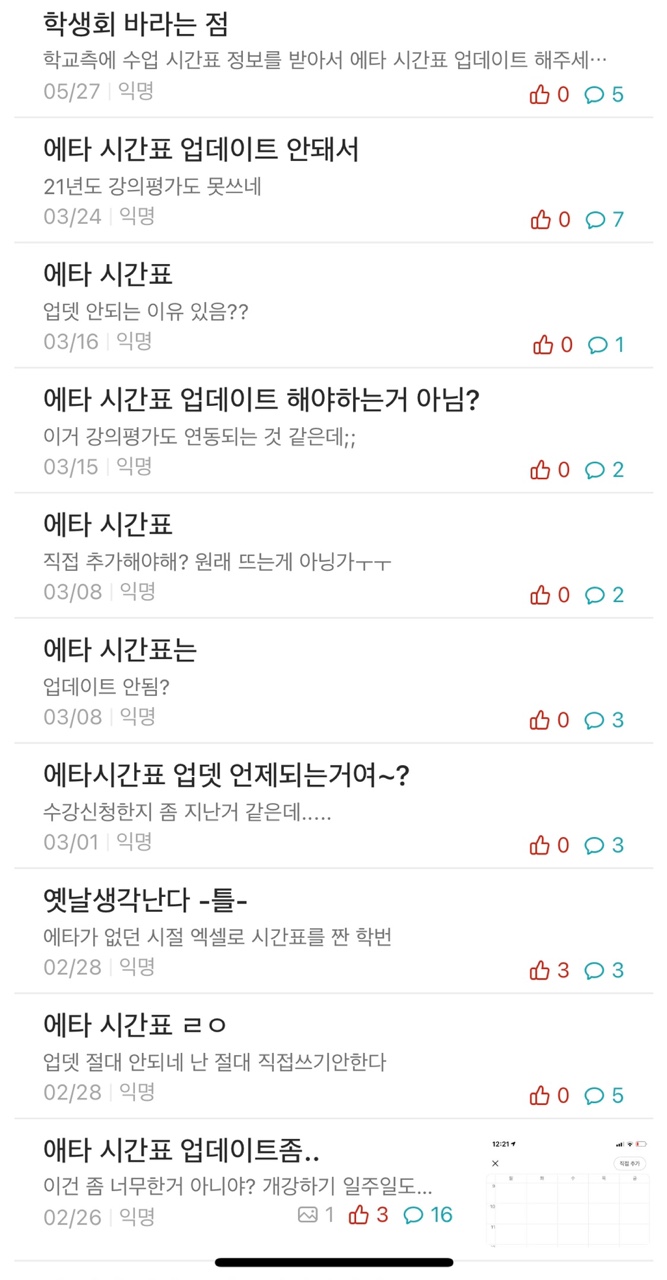 학생회 바라는 점
학교측에 수업 시간표 정보를 받아서 에타 시간표 업데이트 해주세…
05/27 | 익명 0 5
에타 시간표 업데이트 안돼서
21년도 강의평가도 못쓰네
03/24 | 익명 0 7
에타 시간표
업뎃 안되는 이유 있음??
03/16 | 익명 0 1
에타 시간표 업데이트 해야하는거 아님?
이거 강의평가도 연동되는 것 같은데;;
03/15 | 익명 0 2
에타 시간표
직접 추가해야해? 원래 뜨는게 아닝가ㅜㅜ
03/08 | 익명 0 2
에타 시간표는
업데이트 안됨?
03/08 | 익명 0 3
에타시간표 업뎃 언제되는거여~?
수강신청한지 좀 지난거 같은데.....
03/01 | 익명 0 3
옛날생각난다 -틀-
에타가 없던 시절 엑셀로 시간표를 짠 학번
02/28 | 익명 3 3
에타 시간표 ㄹㅇ
업뎃 절대 안되네 난 절대 직접쓰기안한다
02/28 | 익명 0 5
애타 시간표 업데이트좀..
이건 좀 너무한거 아니야? 개강하기 일주일도…
02/26 | 익명 1 3 16
12:21
직접 추가
월 화 수 목 금
9
10
11